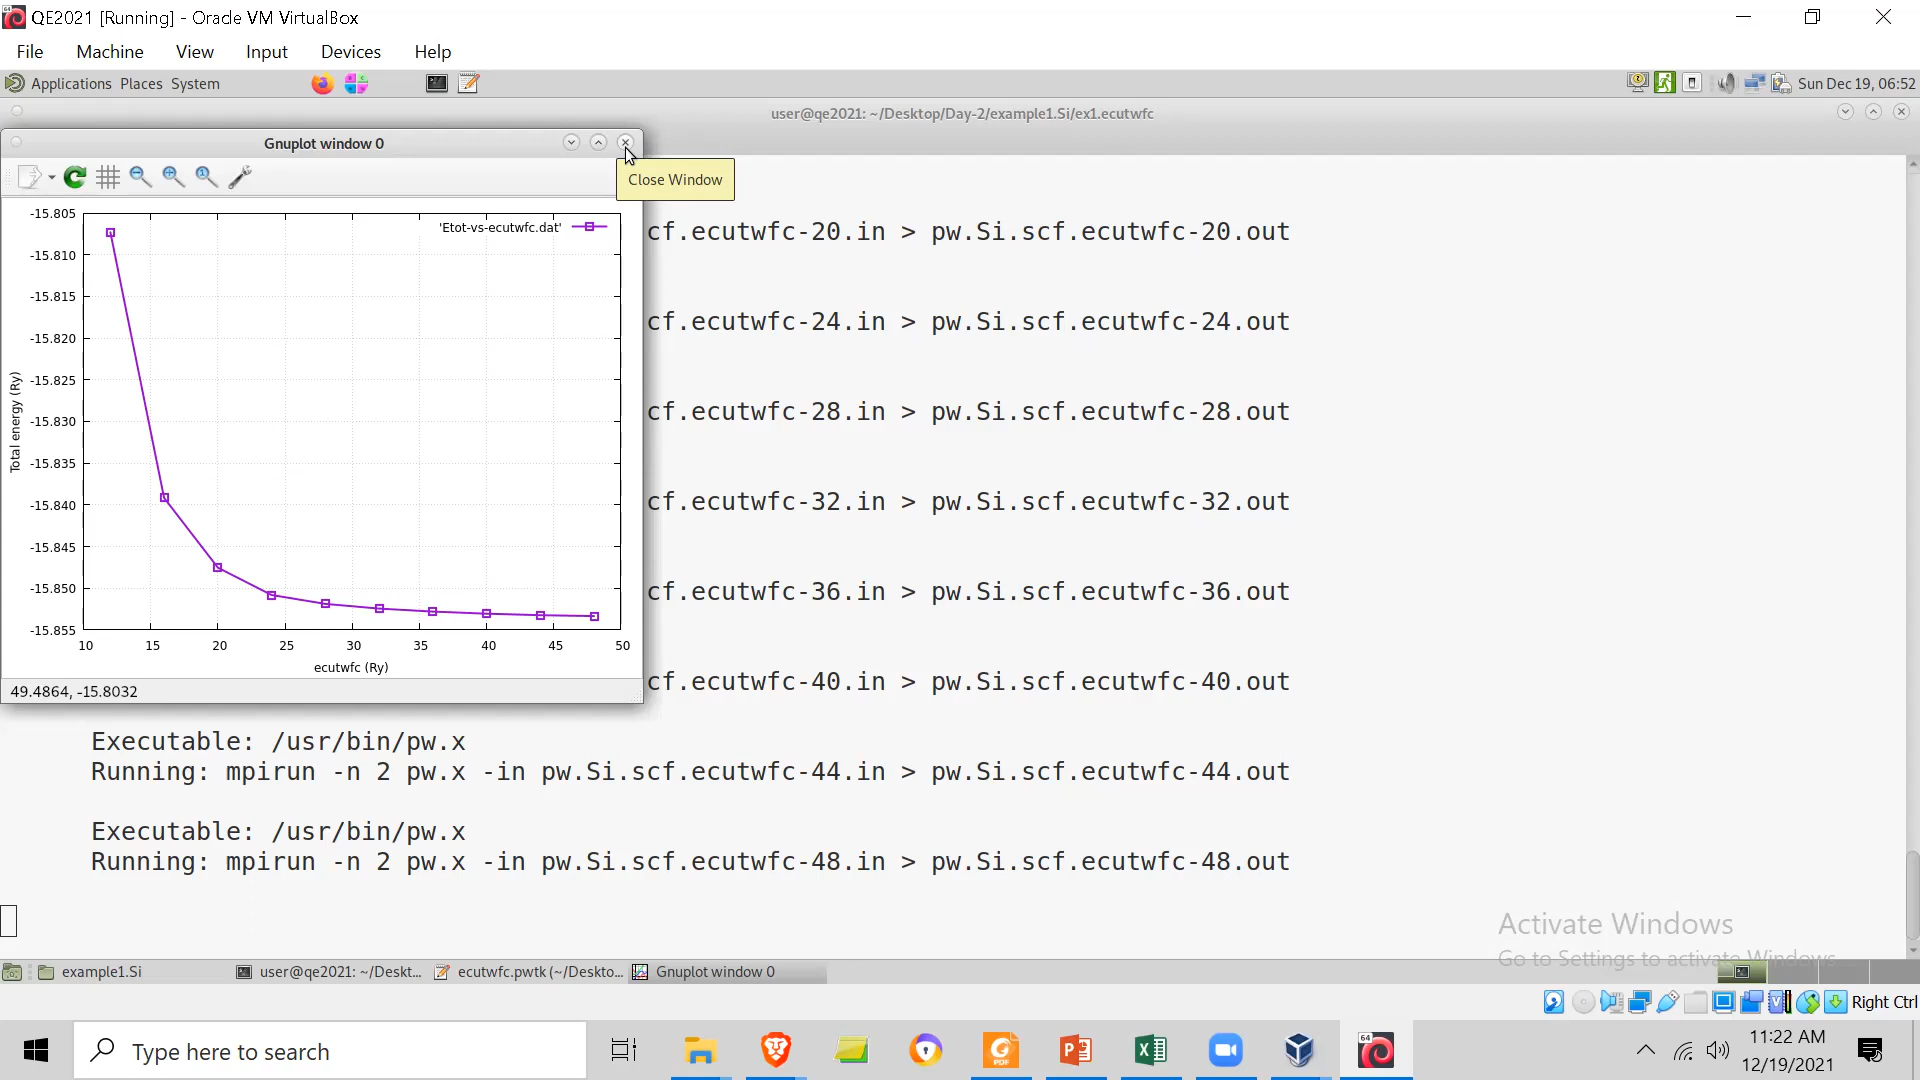 QE2021 [Running] - Oracle VM VirtualBox
File Machine View Input Devices Help
Applications Places System
Sun Dec 19, 06:52
user@qe2021: ~/Desktop/Day-2/example1.Si/ex1.ecutwfc
Gnuplot window 0
Close Window
'Etot-vs-ecutwfc.dat'
-15.805
-15.810
-15.815
-15.820
-15.825
-15.830
-15.835
-15.840
-15.845
-15.850
-15.855
Total energy (Ry)
10 15 20 25 30 35 40 45 50
ecutwfc (Ry)
49.4864, -15.8032
cf.ecutwfc-20.in > pw.Si.scf.ecutwfc-20.out
cf.ecutwfc-24.in > pw.Si.scf.ecutwfc-24.out
cf.ecutwfc-28.in > pw.Si.scf.ecutwfc-28.out
cf.ecutwfc-32.in > pw.Si.scf.ecutwfc-32.out
cf.ecutwfc-36.in > pw.Si.scf.ecutwfc-36.out
cf.ecutwfc-40.in > pw.Si.scf.ecutwfc-40.out
Executable: /usr/bin/pw.x
Running: mpirun -n 2 pw.x -in pw.Si.scf.ecutwfc-44.in > pw.Si.scf.ecutwfc-44.out
Executable: /usr/bin/pw.x
Running: mpirun -n 2 pw.x -in pw.Si.scf.ecutwfc-48.in > pw.Si.scf.ecutwfc-48.out
Activate Windows
Go to Settings to activate Windows.
example1.Si
user@qe2021: ~/Deskt...
ecutwfc.pwtk (~/Deskto...
Gnuplot window 0
Right Ctrl
Type here to search
11:22 AM
12/19/2021